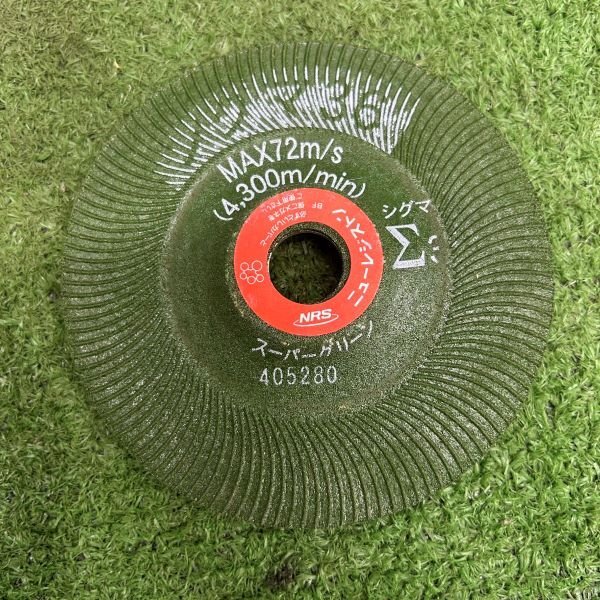 MAX72m/s
(4,300m/min)
シグマ
Σ
ニューレジストン
NRS
スーパーグリーン
405280